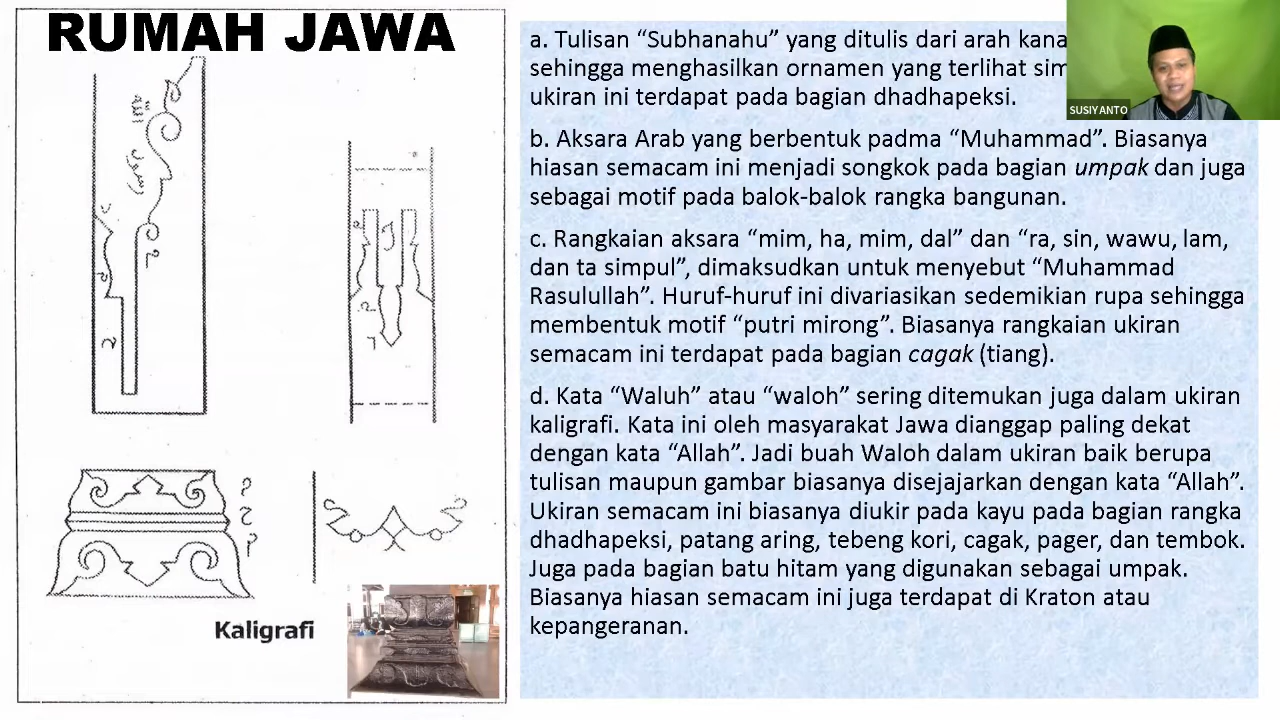 RUMAH JAWA
Kaligrafi
a. Tulisan “Subhanahu” yang ditulis dari arah
sehingga menghasilkan ornamen yang terlihat
ukiran ini terdapat pada bagian dhadhapeksi.
b. Aksara Arab yang berbentuk padma “Muhammad”. Biasanya
hiasan semacam ini menjadi songkok pada bagian umpak dan juga
sebagai motif pada balok-balok rangka bangunan.
c. Rangkaian aksara “mim, ha, mim, dal” dan “ra, sin, wawu, lam,
dan ta simpul”, dimaksudkan untuk menyebut “Muhammad
Rasulullah”. Huruf-huruf ini divariasikan sedemikian rupa sehingga
membentuk motif “putri mirong”. Biasanya rangkaian ukiran
semacam ini terdapat pada bagian cagak (tiang).
d. Kata “Waluh” atau “waloh” sering ditemukan juga dalam ukiran
kaligrafi. Kata ini oleh masyarakat Jawa dianggap paling dekat
dengan kata “Allah”. Jadi buah Waloh dalam ukiran baik berupa
tulisan maupun gambar biasanya disejajarkan dengan kata “Allah”.
Ukiran semacam ini biasanya diukir pada kayu pada bagian rangka
dhadhapeksi, patang aring, tebeng kori, cagak, pager, dan tembok.
Juga pada bagian batu hitam yang digunakan sebagai umpak.
Biasanya hiasan semacam ini juga terdapat di Kraton atau
kepangeranan.
SUSIYANTO